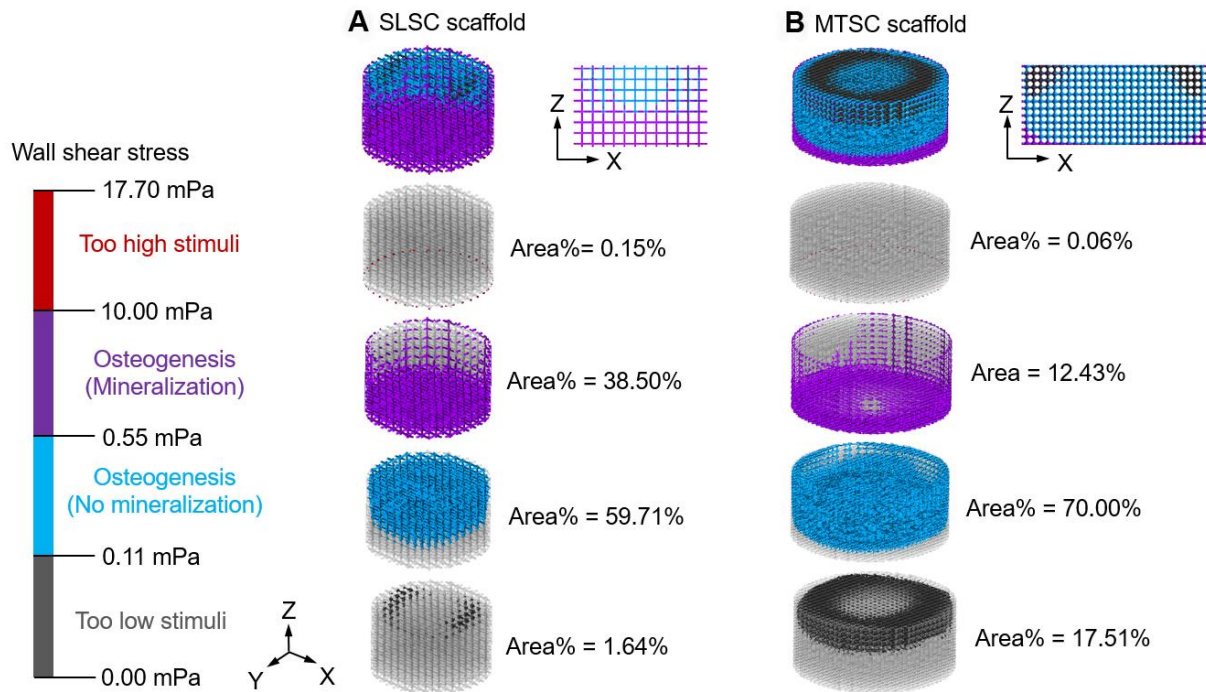 A SLSC scaffold
B MTSC scaffold
Z
X
Z
X
Wall shear stress
17.70 mPa
Too high stimuli
10.00 mPa
Osteogenesis
(Mineralization)
0.55 mPa
Osteogenesis
(No mineralization)
0.11 mPa
Too low stimuli
0.00 mPa
Z
Y
X
Area%= 0.15%
Area% = 0.06%
Area% = 38.50%
Area = 12.43%
Area% = 59.71%
Area% = 70.00%
Area% = 1.64%
Area% = 17.51%